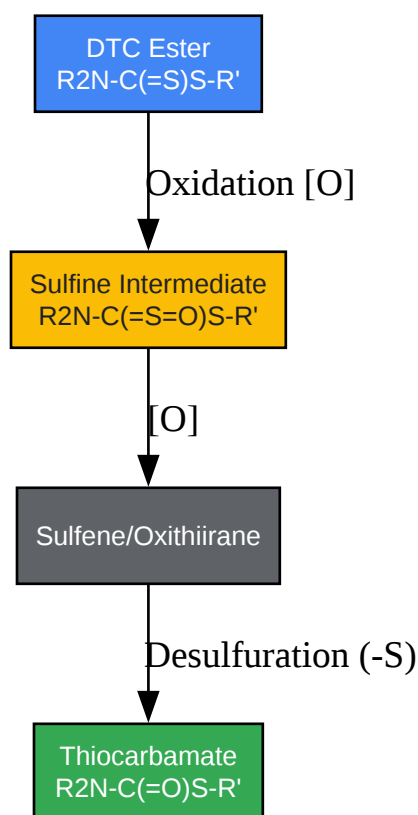 DTC Ester
R2N-C(=S)S-R'
Oxidation [O]
Sulfine Intermediate
R2N-C(=S=O)S-R'
[O]
Sulfene/Oxithiirane
Desulfuration (-S)
Thiocarbamate
R2N-C(=O)S-R'